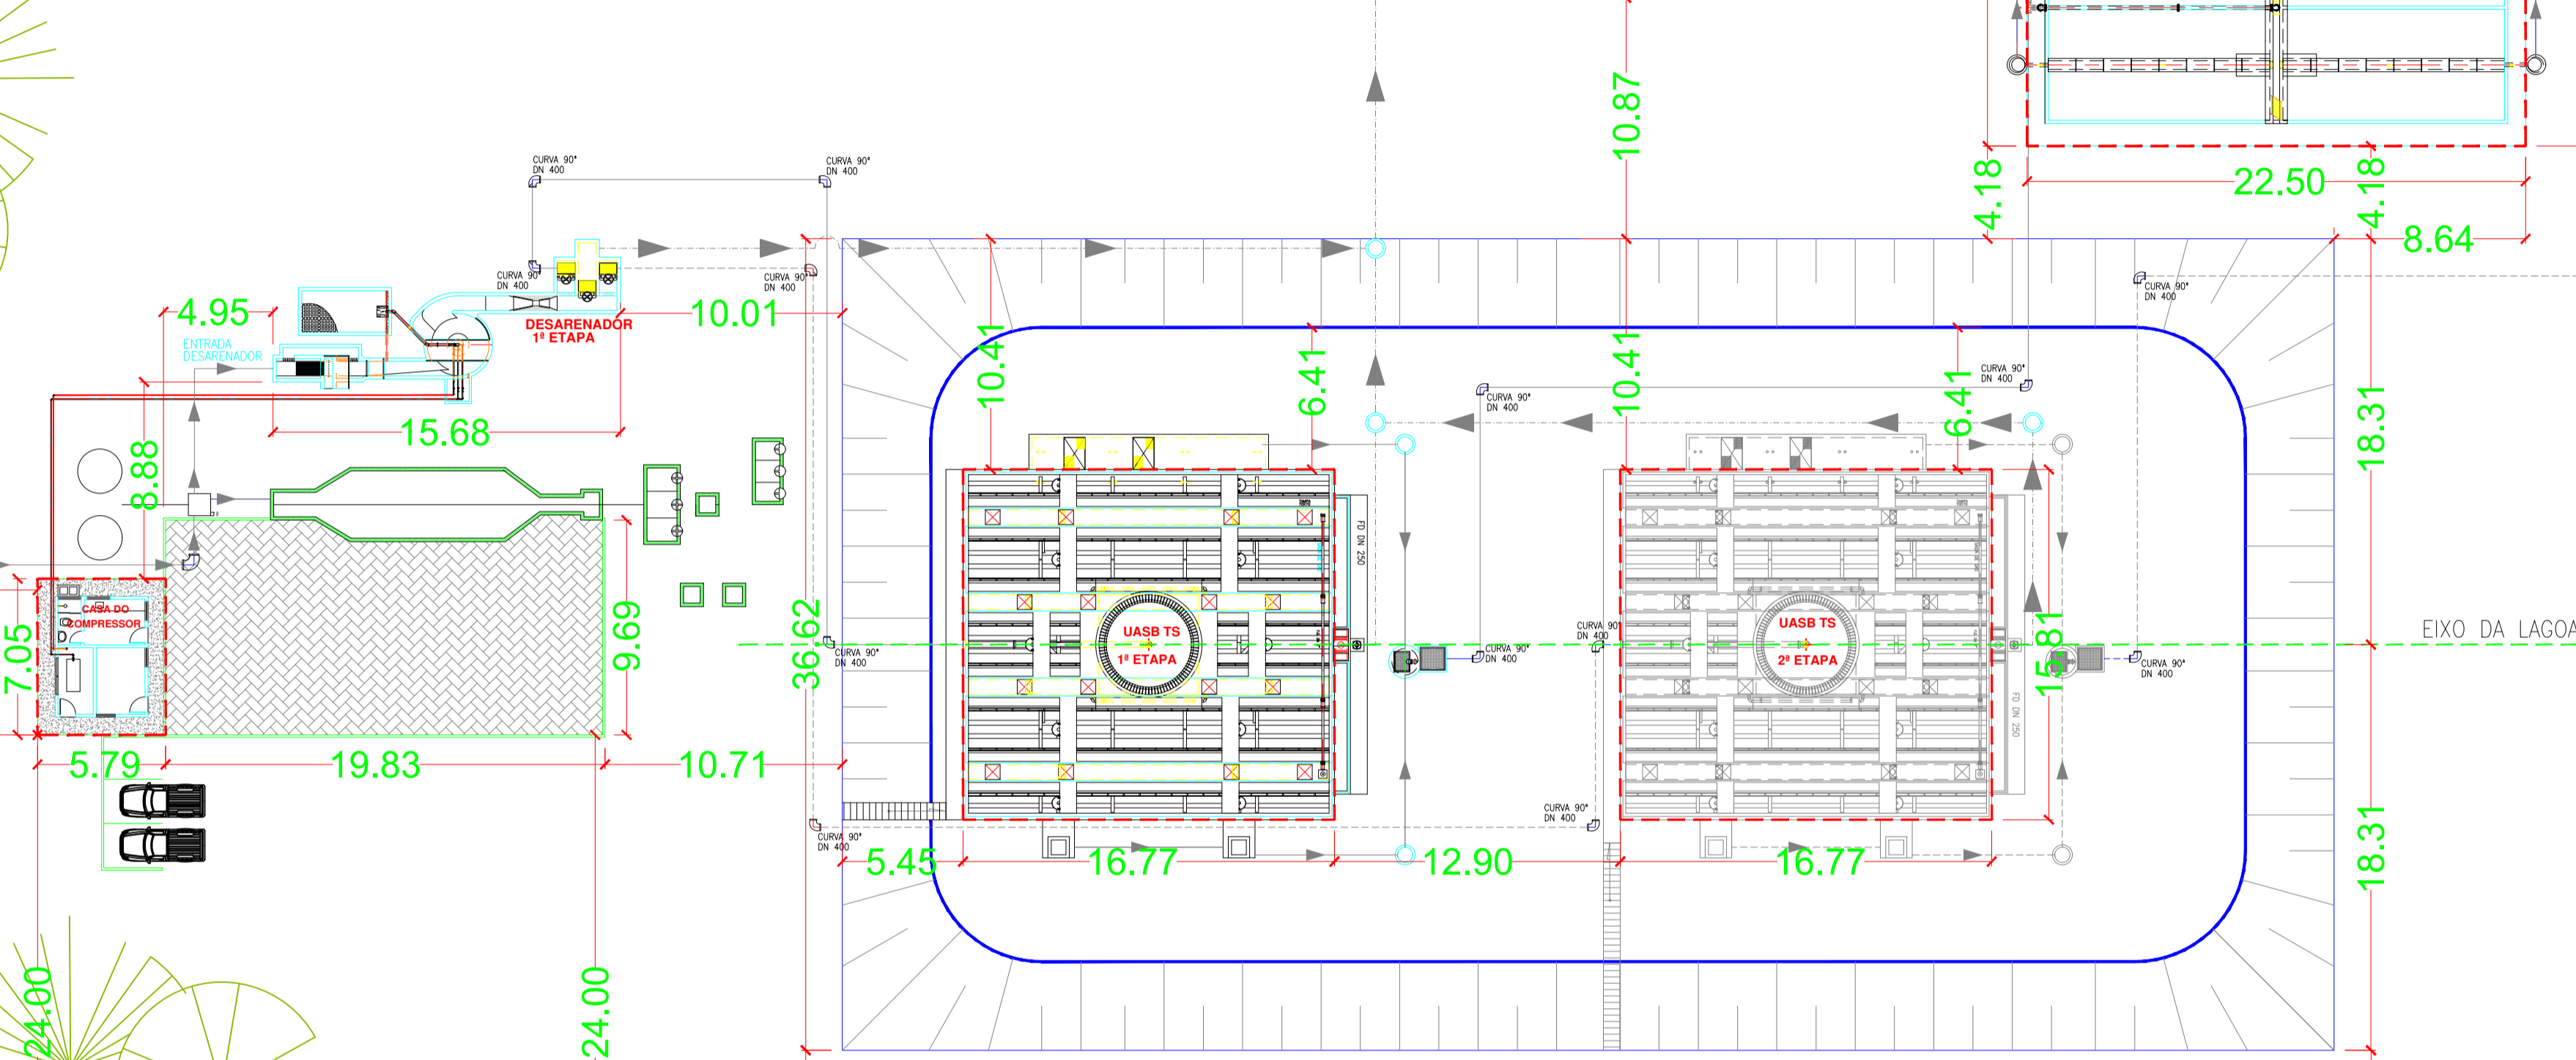 10.87
4.18
4.18
22.50
8.64
CURVA 90°
DN 400
CURVA 90°
DN 400
CURVA 90°
DN 400
CURVA 90°
DN 400
CURVA 90°
DN 400
4.95
10.01
DESARENADOR
1ª ETAPA
ENTRADA
DESARENADOR
15.68
8.88
10.41
6.41
10.41
6.41
18.31
CURVA 90°
DN 400
CURVA 90°
DN 400
FD DN 250
CASA DO
COMPRESSOR
7.05
9.69
36.62
CURVA 90°
DN 400
UASB TS
1ª ETAPA
CURVA 90°
DN 400
CURVA 90°
DN 400
UASB TS
2ª ETAPA
15.81
FD DN 250
CURVA 90°
DN 400
EIXO DA LAGOA
5.79
19.83
10.71
CURVA 90°
DN 400
CURVA 90°
DN 400
5.45
16.77
12.90
16.77
18.31
24.00
24.00